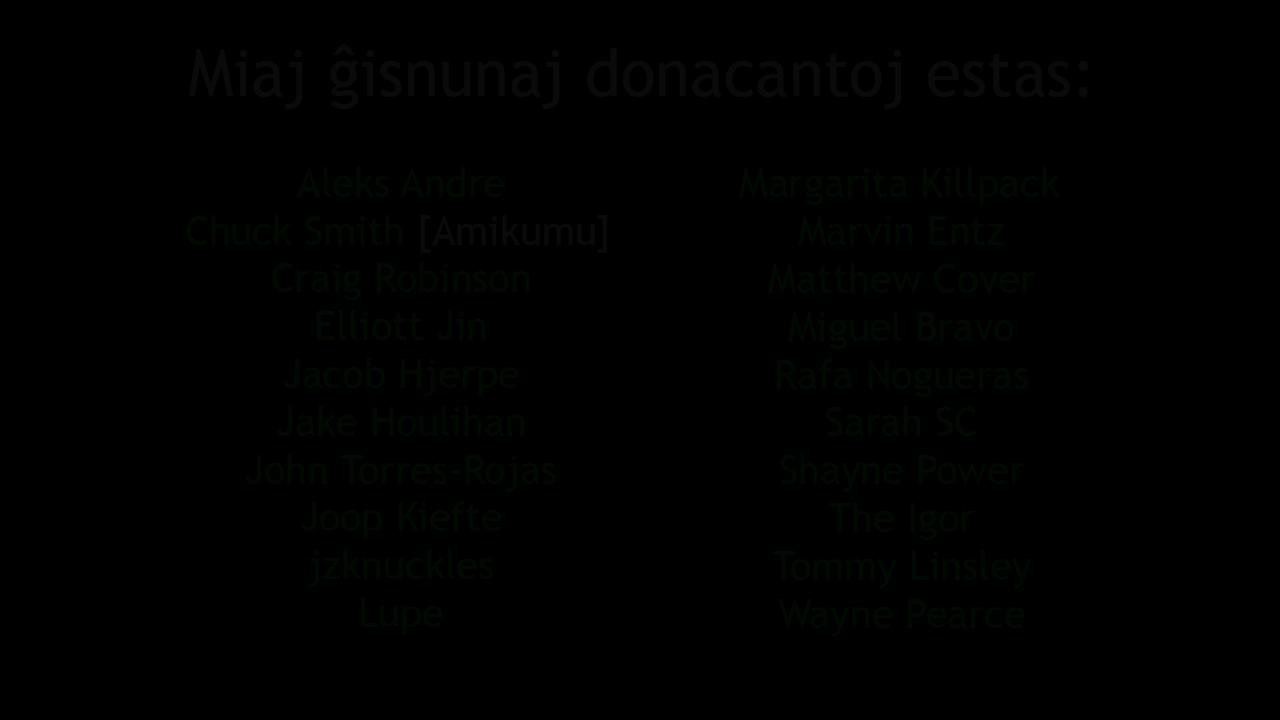 Miaj ĝisnunaj donacantoj estas:
Aleks Andre
Chuck Smith [Amikumu]
Craig Robinson
Elliott Jin
Jacob Hjerpe
Jake Houlihan
John Torres-Rojas
Joop Kiefte
jzknuckles
Lupe
Margarita Killpack
Marvin Entz
Matthew Cover
Miguel Bravo
Rafa Nogueras
Sarah SC
Shayne Power
The Igor
Tommy Linsley
Wayne Pearce